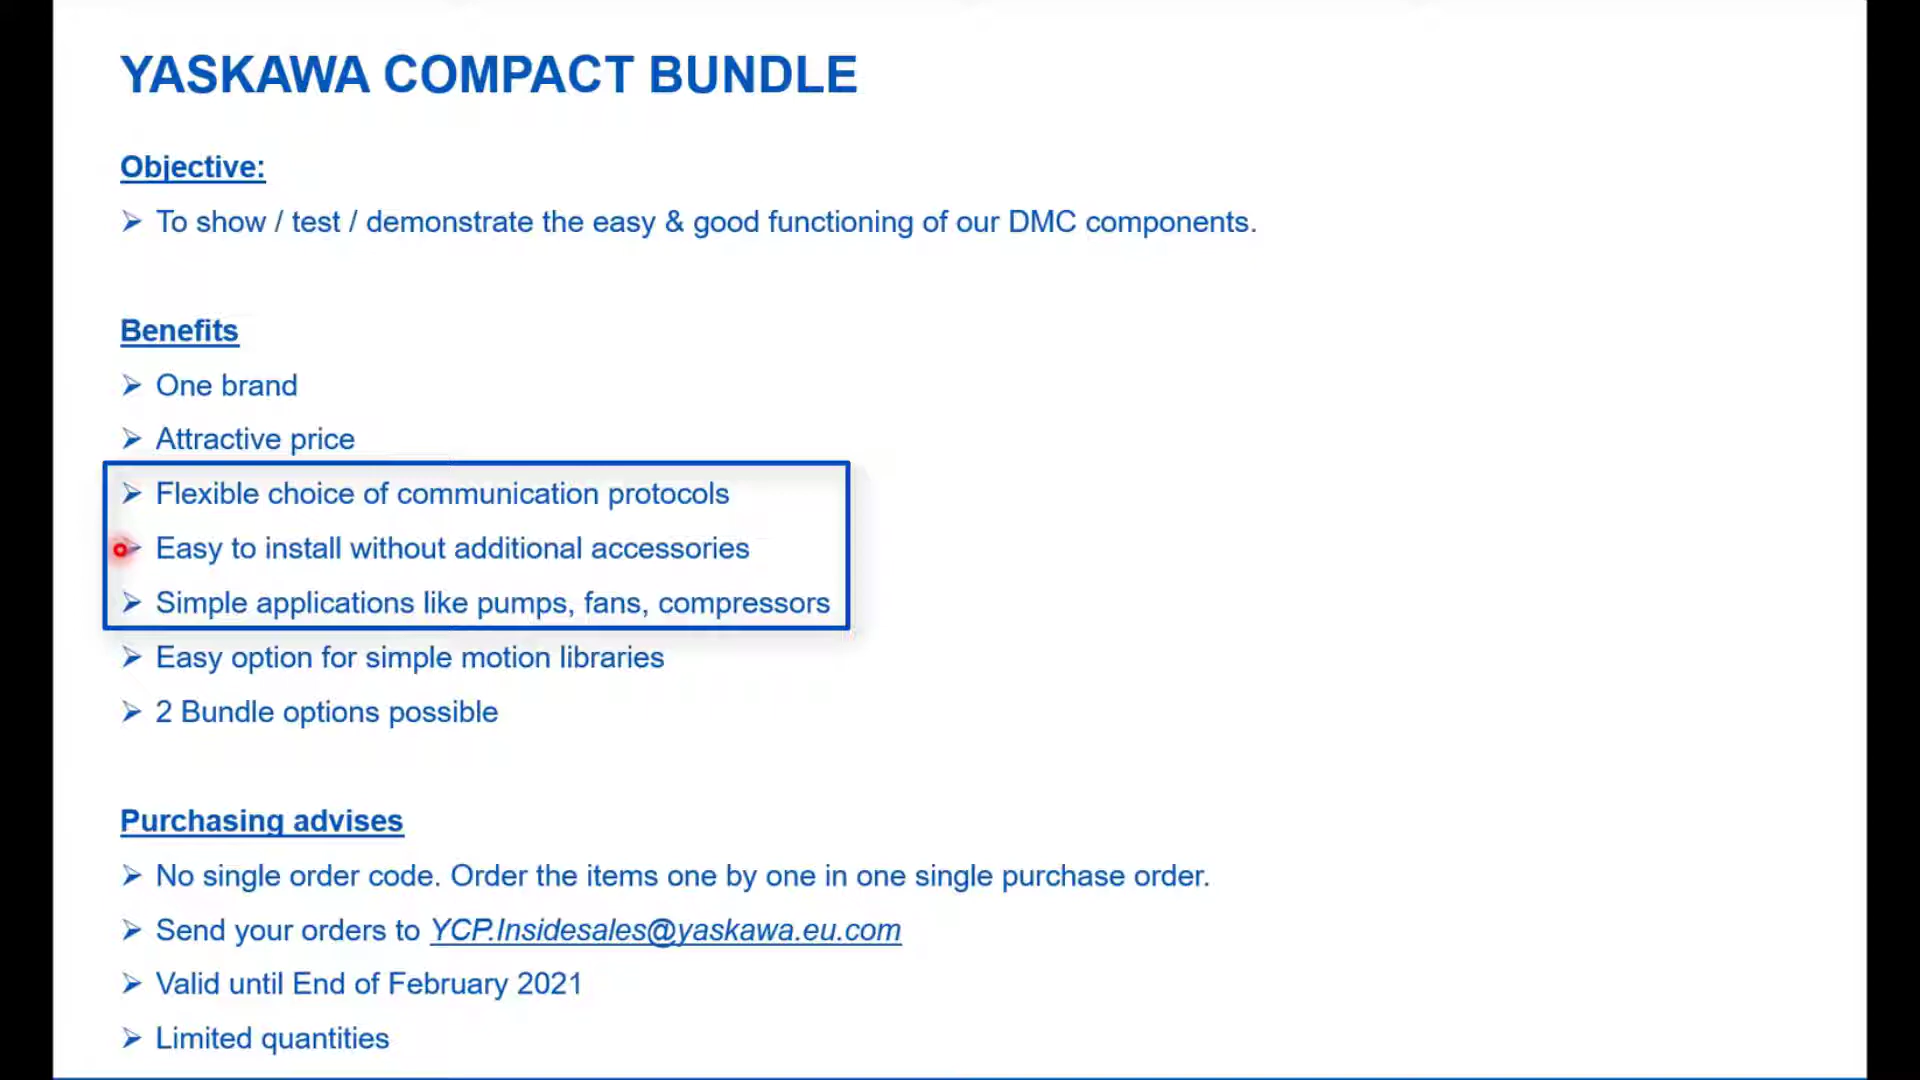 YASKAWA COMPACT BUNDLE
Objective:
➢ To show / test / demonstrate the easy & good functioning of our DMC components.
Benefits
➢ One brand
➢ Attractive price
➢ Flexible choice of communication protocols
➢ Easy to install without additional accessories
➢ Simple applications like pumps, fans, compressors
➢ Easy option for simple motion libraries
➢ 2 Bundle options possible
Purchasing advises
➢ No single order code. Order the items one by one in one single purchase order.
➢ Send your orders to YCP.Insidesales@yaskawa.eu.com
➢ Valid until End of February 2021
➢ Limited quantities